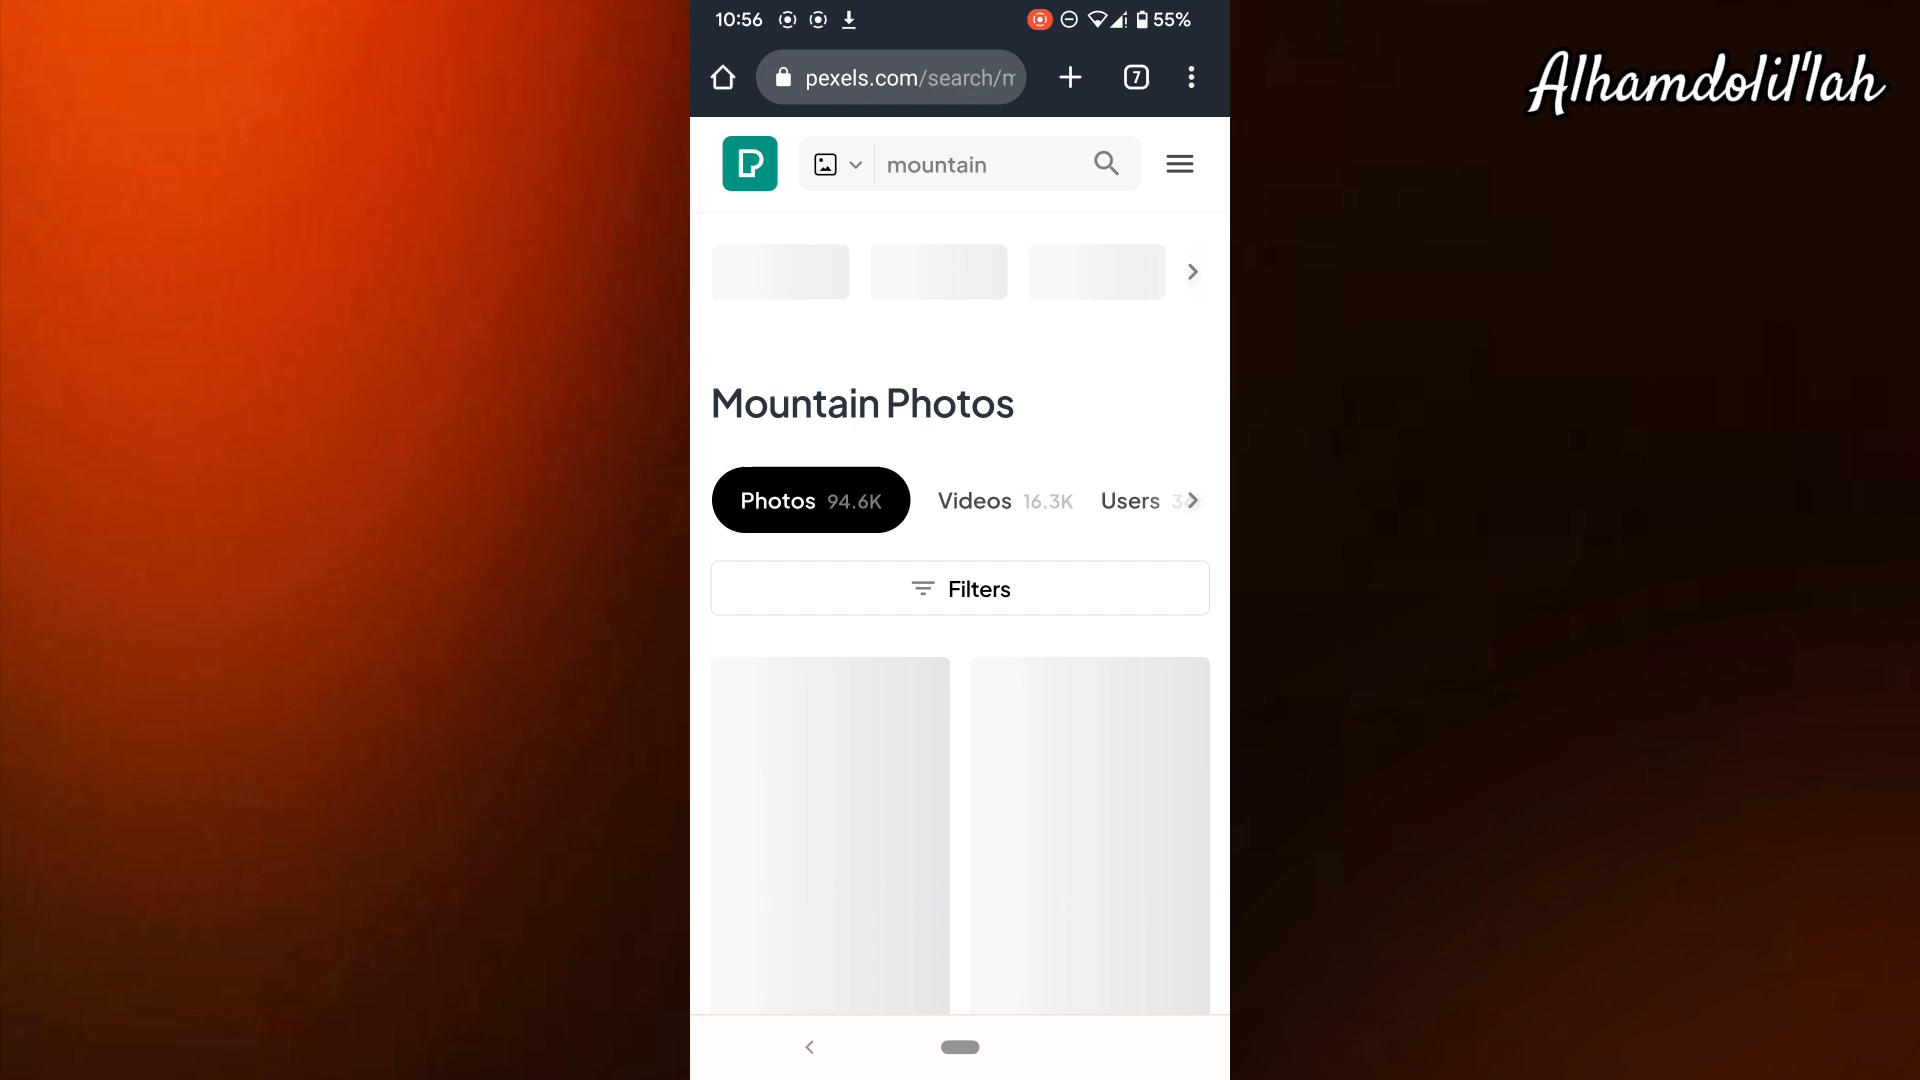 10:56
55%
pexels.com/search/m
7
Alhamdolil'lah
mountain
Mountain Photos
Photos 94.6K
Videos 16.3K
Users
Filters